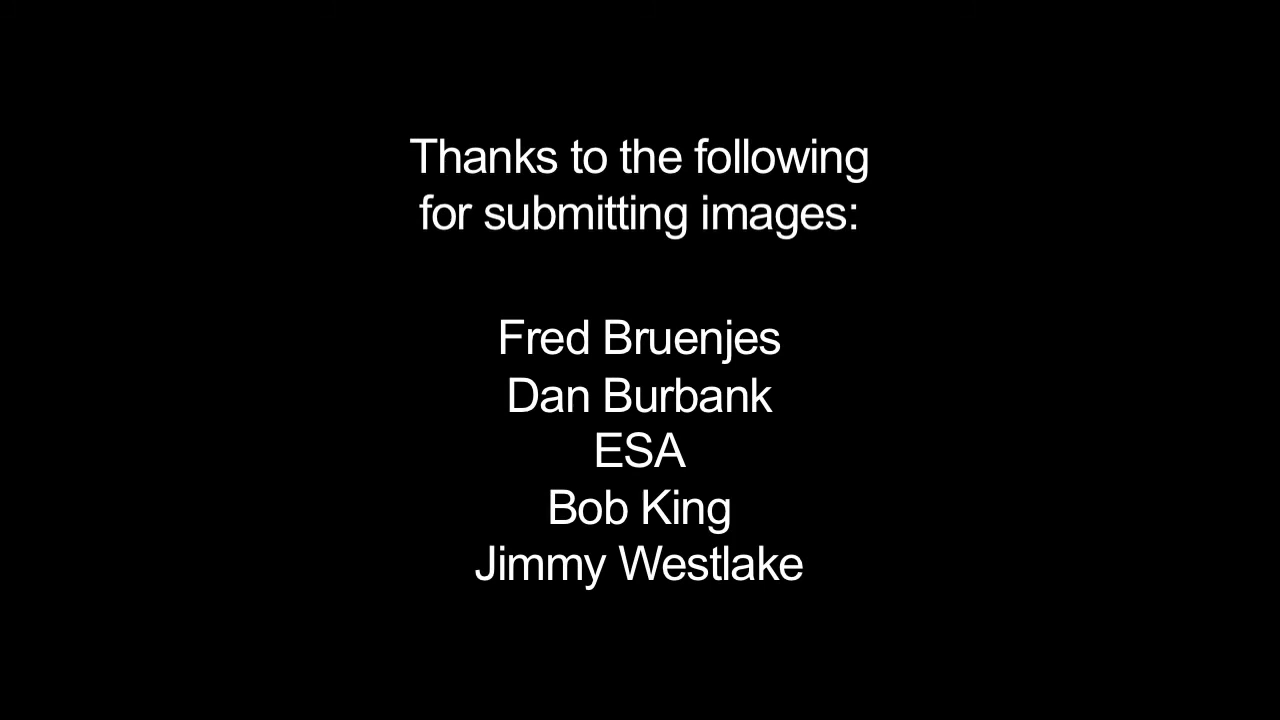 Thanks to the following
for submitting images:
Fred Bruenjes
Dan Burbank
ESA
Bob King
Jimmy Westlake